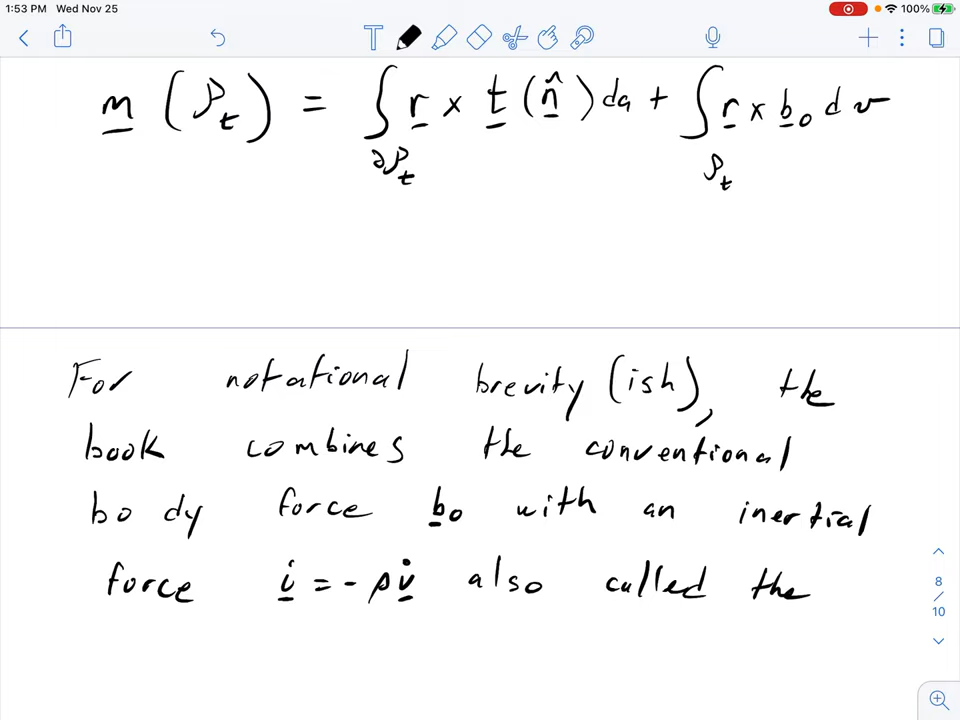 1:53 PM Wed Nov 25
100%
m (𝒫t) = ∫∂𝒫t r × t (n̂) da + ∫𝒫t r × b₀ dv
For notational brevity (ish), the
book combines the conventional
body force b₀ with an inertial
force i = -ρv̇ also called the
8
/
10